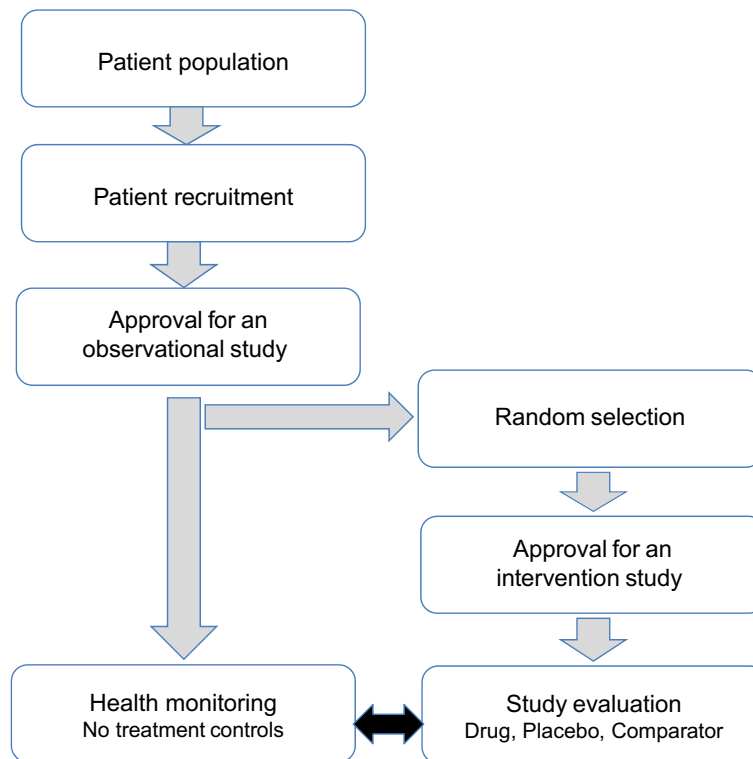 Patient population
Patient recruitment
Approval for an
observational study
Random selection
Approval for an
intervention study
Health monitoring
No treatment controls
Study evaluation
Drug, Placebo, Comparator